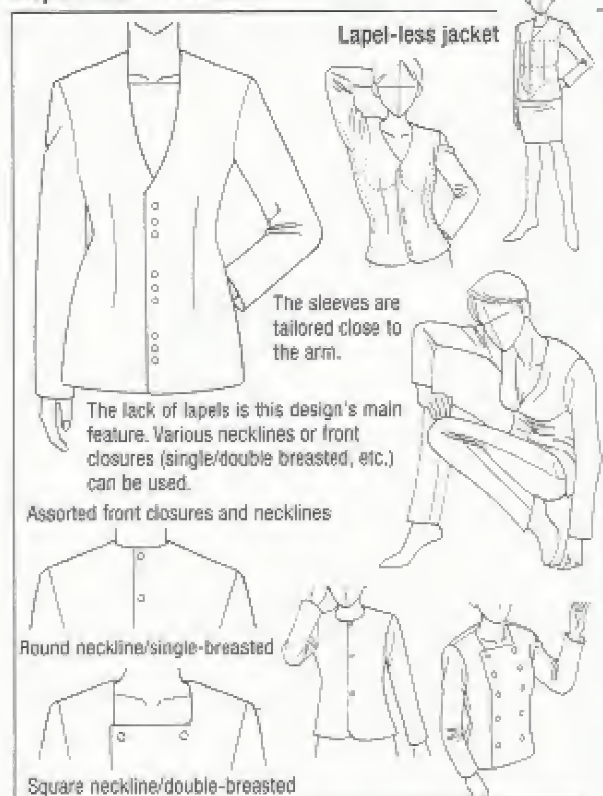 Lapel-less jacket
The sleeves are
tailored close to
the arm.
The lack of lapels is this design's main
feature. Various necklines or front
closures (single/double breasted, etc.)
can be used.
Assorted front closures and necklines
Round neckline/single-breasted
Square neckline/double-breasted